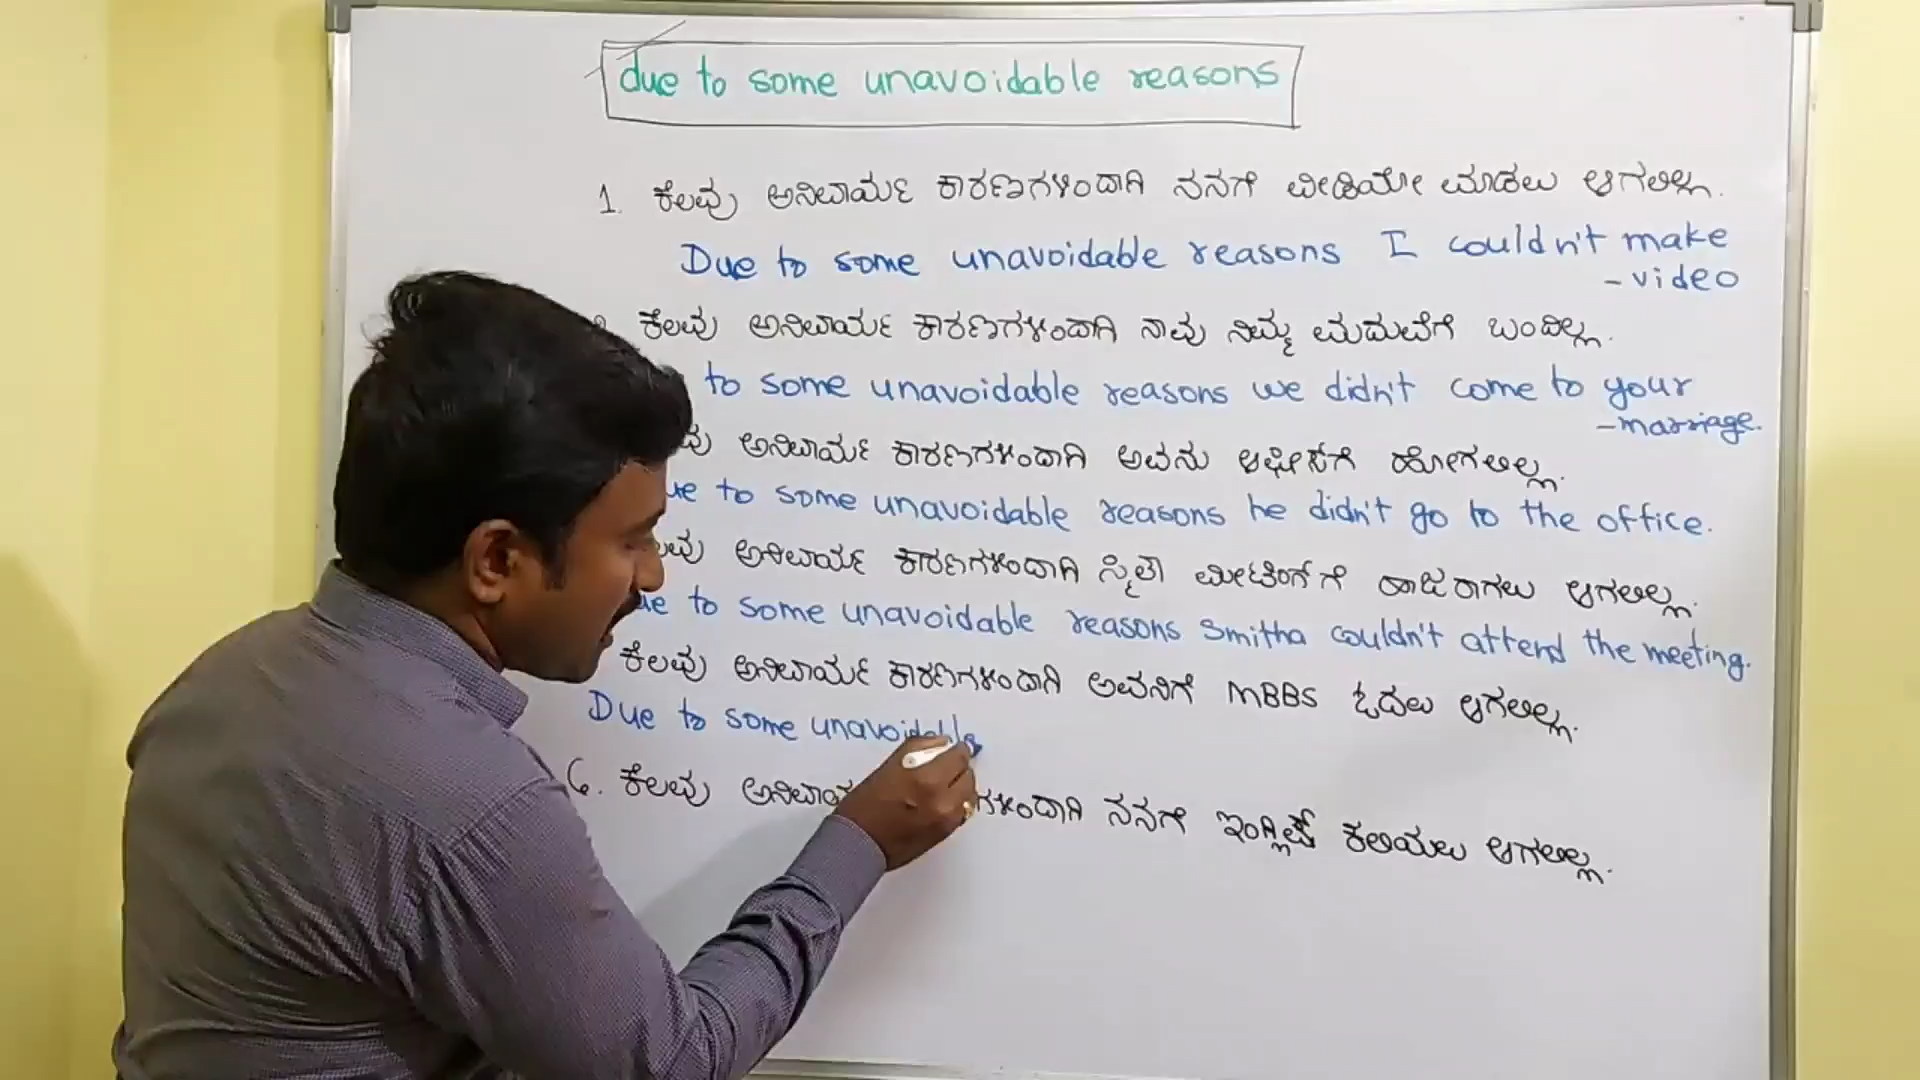 due to some unavoidable reasons
1. ಕೆಲವು ಅನಿವಾರ್ಯ ಕಾರಣಗಳಿಂದಾಗಿ ನನಗೆ ವೀಡಿಯೋ ಮಾಡಲು ಆಗಲಿಲ್ಲ.
Due to some unavoidable reasons I couldn't make
- video
ಕೆಲವು ಅನಿವಾರ್ಯ ಕಾರಣಗಳಿಂದಾಗಿ ನಾವು ನಿಮ್ಮ ಮದುವೆಗೆ ಬಂದಿಲ್ಲ.
to some unavoidable reasons we didn't come to your
- marriage.
ಅನಿವಾರ್ಯ ಕಾರಣಗಳಿಂದಾಗಿ ಅವನು ಆಫೀಸ್‌ಗೆ ಹೋಗಲಿಲ್ಲ.
to some unavoidable reasons he didn't go to the office.
ಅನಿವಾರ್ಯ ಕಾರಣಗಳಿಂದಾಗಿ ಸ್ಮಿತಾ ಮೀಟಿಂಗ್‌ಗೆ ಹಾಜರಾಗಲು ಆಗಲಿಲ್ಲ.
to some unavoidable reasons Smitha couldn't attend the meeting.
ಕೆಲವು ಅನಿವಾರ್ಯ ಕಾರಣಗಳಿಂದಾಗಿ ಅವನಿಗೆ MBBS ಓದಲು ಆಗಲಿಲ್ಲ.
Due to some unavoidable
6. ಕೆಲವು ನನಗೆ ಇಂಗ್ಲಿಷ್ ಕಲಿಯಲು ಆಗಲಿಲ್ಲ.